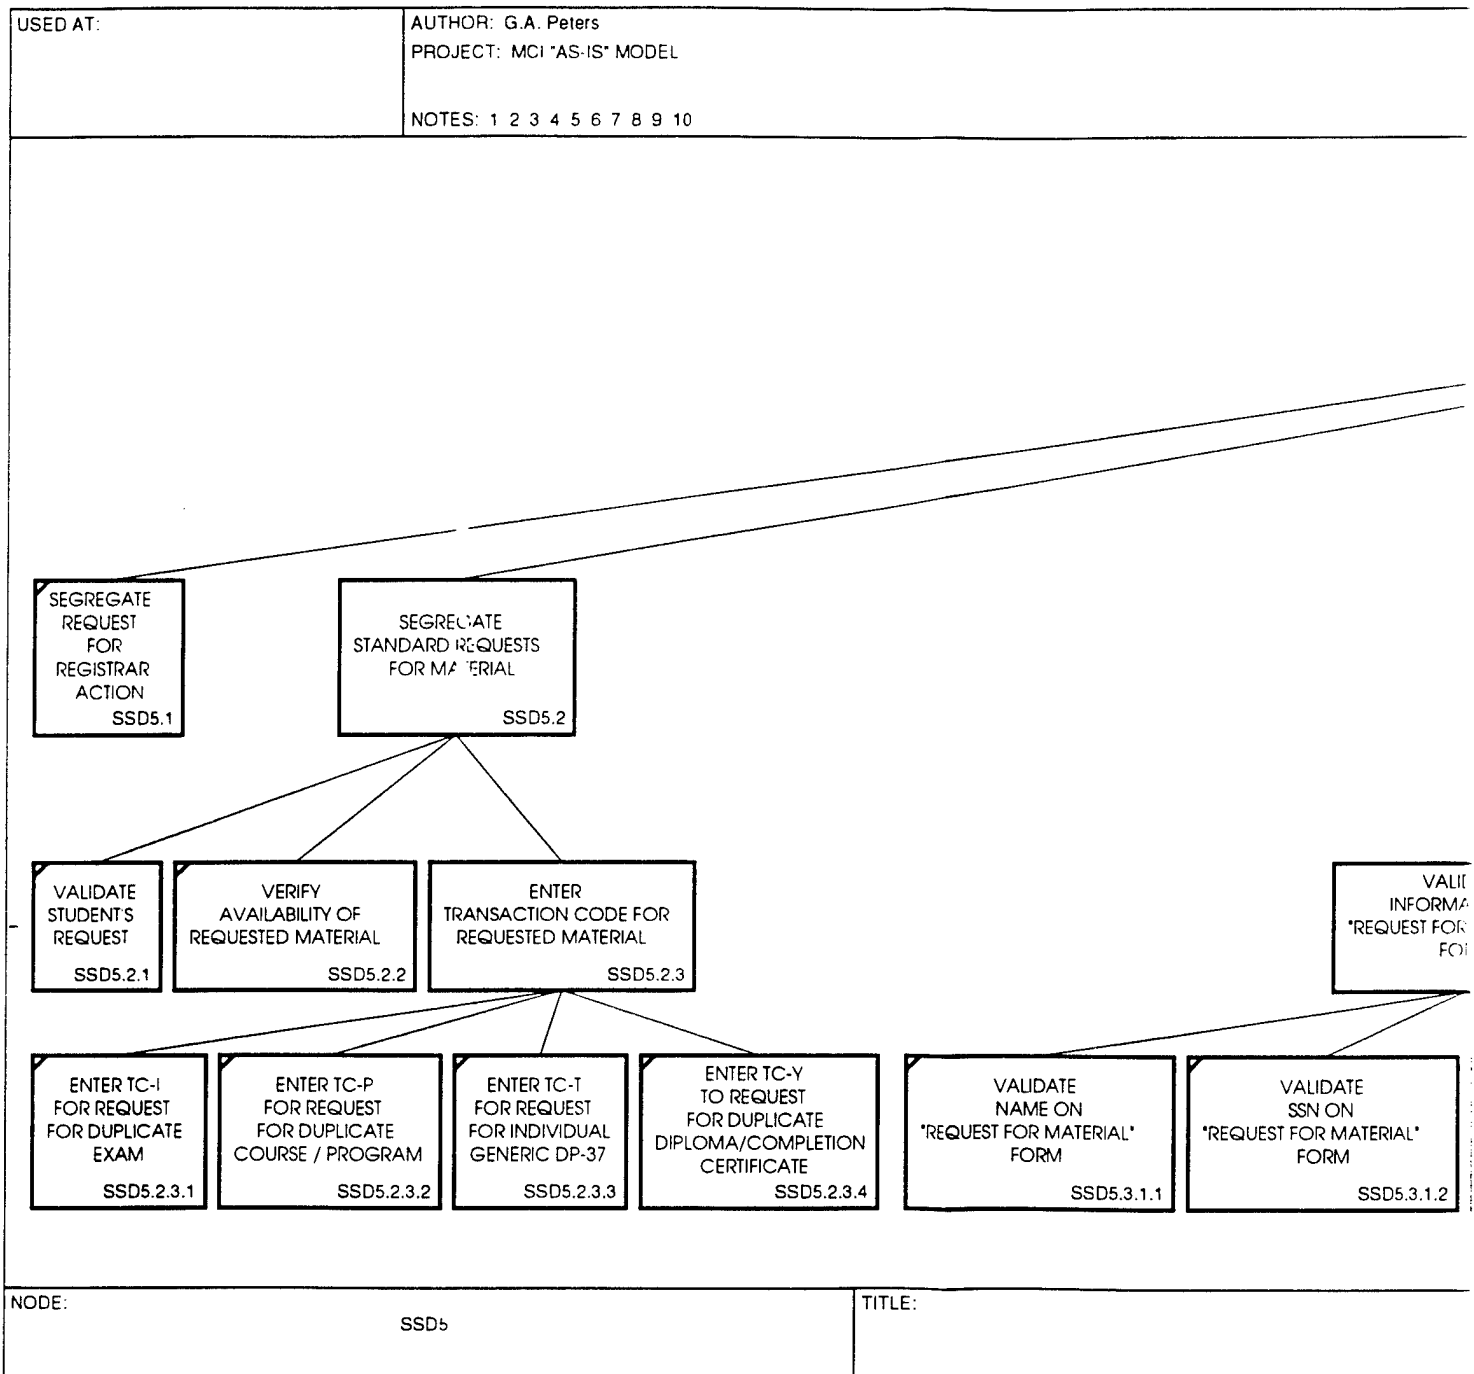 USED AT:
AUTHOR: G.A. Peters
PROJECT: MCI "AS-IS" MODEL
NOTES: 1 2 3 4 5 6 7 8 9 10
SEGREGATE
REQUEST
FOR
REGISTRAR
ACTION
SSD5.1
SEGREGATE
STANDARD REQUESTS
FOR MATERIAL
SSD5.2
VALIDATE
STUDENT'S
REQUEST
SSD5.2.1
VERIFY
AVAILABILITY OF
REQUESTED MATERIAL
SSD5.2.2
ENTER
TRANSACTION CODE FOR
REQUESTED MATERIAL
SSD5.2.3
"REQUEST FOR
ENTER TC-I
FOR REQUEST
FOR DUPLICATE
EXAM
SSD5.2.3.1
ENTER TC-P
FOR REQUEST
FOR DUPLICATE
COURSE / PROGRAM
SSD5.2.3.2
ENTER TC-T
FOR REQUEST
FOR INDIVIDUAL
GENERIC DP-37
SSD5.2.3.3
ENTER TC-Y
TO REQUEST
FOR DUPLICATE
DIPLOMA/COMPLETION
CERTIFICATE
SSD5.2.3.4
VALIDATE
NAME ON
"REQUEST FOR MATERIAL"
FORM
SSD5.3.1.1
VALIDATE
SSN ON
"REQUEST FOR MATERIAL"
FORM
SSD5.3.1.2
NODE:
SSD5
TITLE: